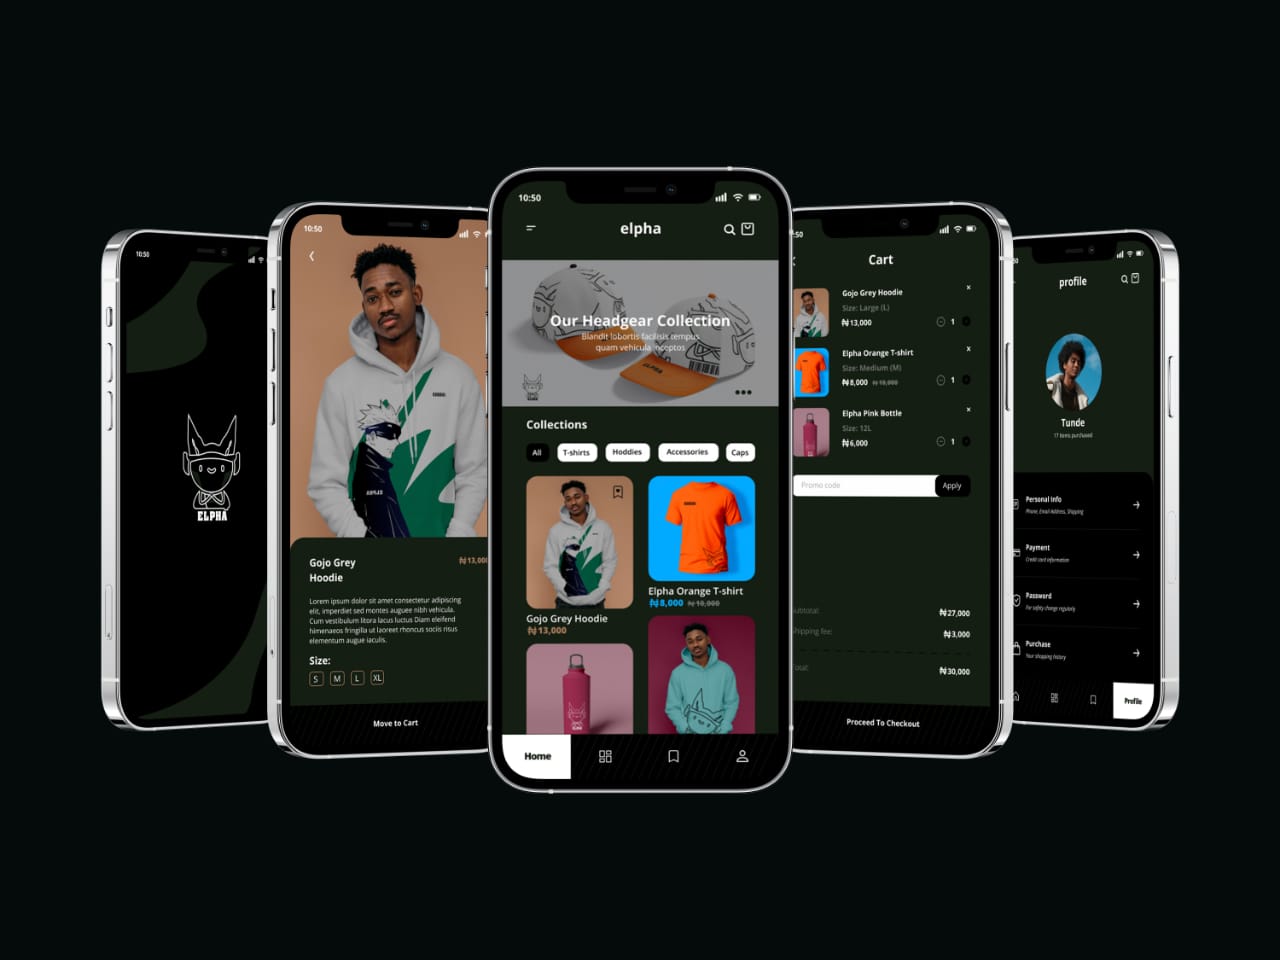 10:50
ELPHA
10:50
Gojo Grey
Hoodie
₦13,000
Lorem ipsum dolor sit amet consectetur adipiscing
elit, imperdiet sed montes auguee nibh vehicula.
Cum vestibulum litora lacus luctus Diam eleifend
himenaeos fringilla ut laoreet rhoncus sociis risus
elementum augue iaculis.
Size:
S M L XL
Move to Cart
10:50
elpha
Our Headgear Collection
Blandit lobortis facilisis tempus
quam vehicula inceptos
ELPHA
Collections
All T-shirts Hoddies Accessories Caps
Gojo Grey Hoodie
₦13,000
Elpha Orange T-shirt
₦8,000 ₦10,000
Home
:50
Cart
Gojo Grey Hoodie x
Size: Large (L)
₦13,000 1
Elpha Orange T-shirt x
Size: Medium (M)
₦8,000 ₦10,000 1
Elpha Pink Bottle x
Size: 12L
₦6,000 1
Promo code Apply
ubtotal: ₦27,000
hipping fee: ₦3,000
otal: ₦30,000
Proceed To Checkout
:50
profile
Tunde
17 items purchased
Personal Info
Phone, Email Address, Shipping
Payment
Credit card information
Password
For safety change regularly
Purchase
Your shopping history
Profile